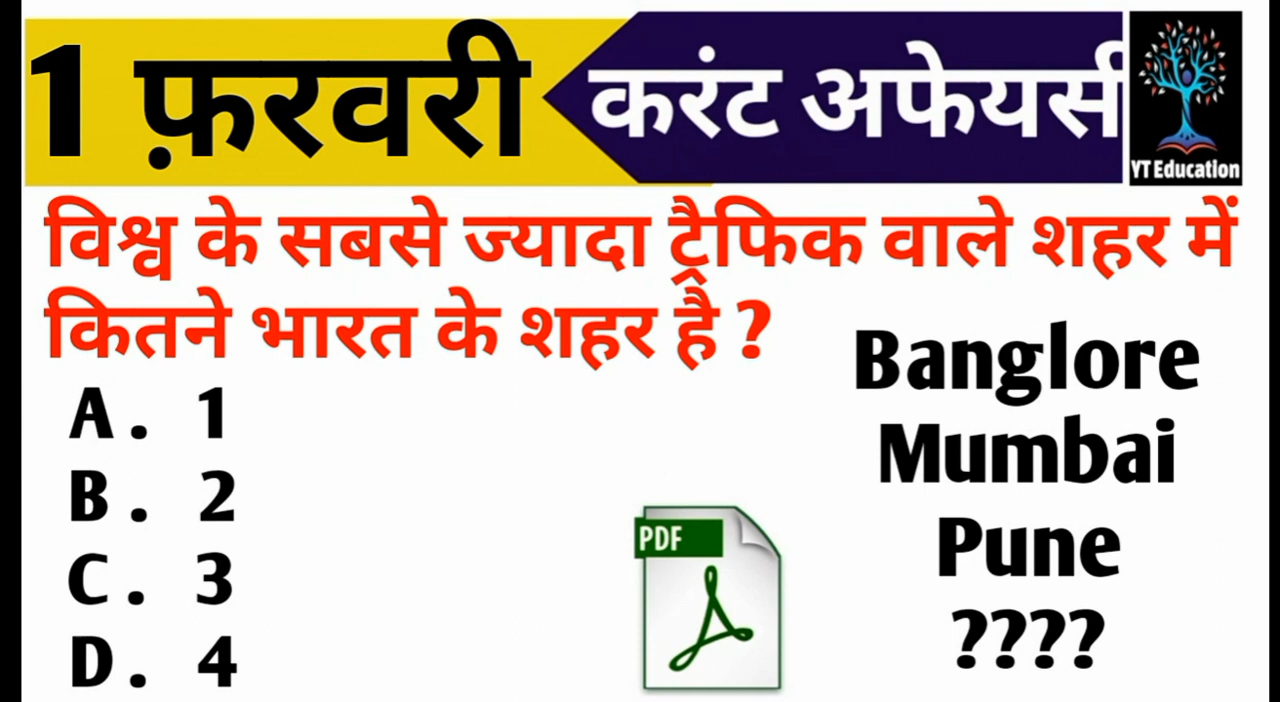 1 फ़रवरी करंट अफेयर्स
YT Education
विश्व के सबसे ज्यादा ट्रैफिक वाले शहर में
कितने भारत के शहर है ?
A. 1
B. 2
C. 3
D. 4
PDF
Banglore
Mumbai
Pune
????